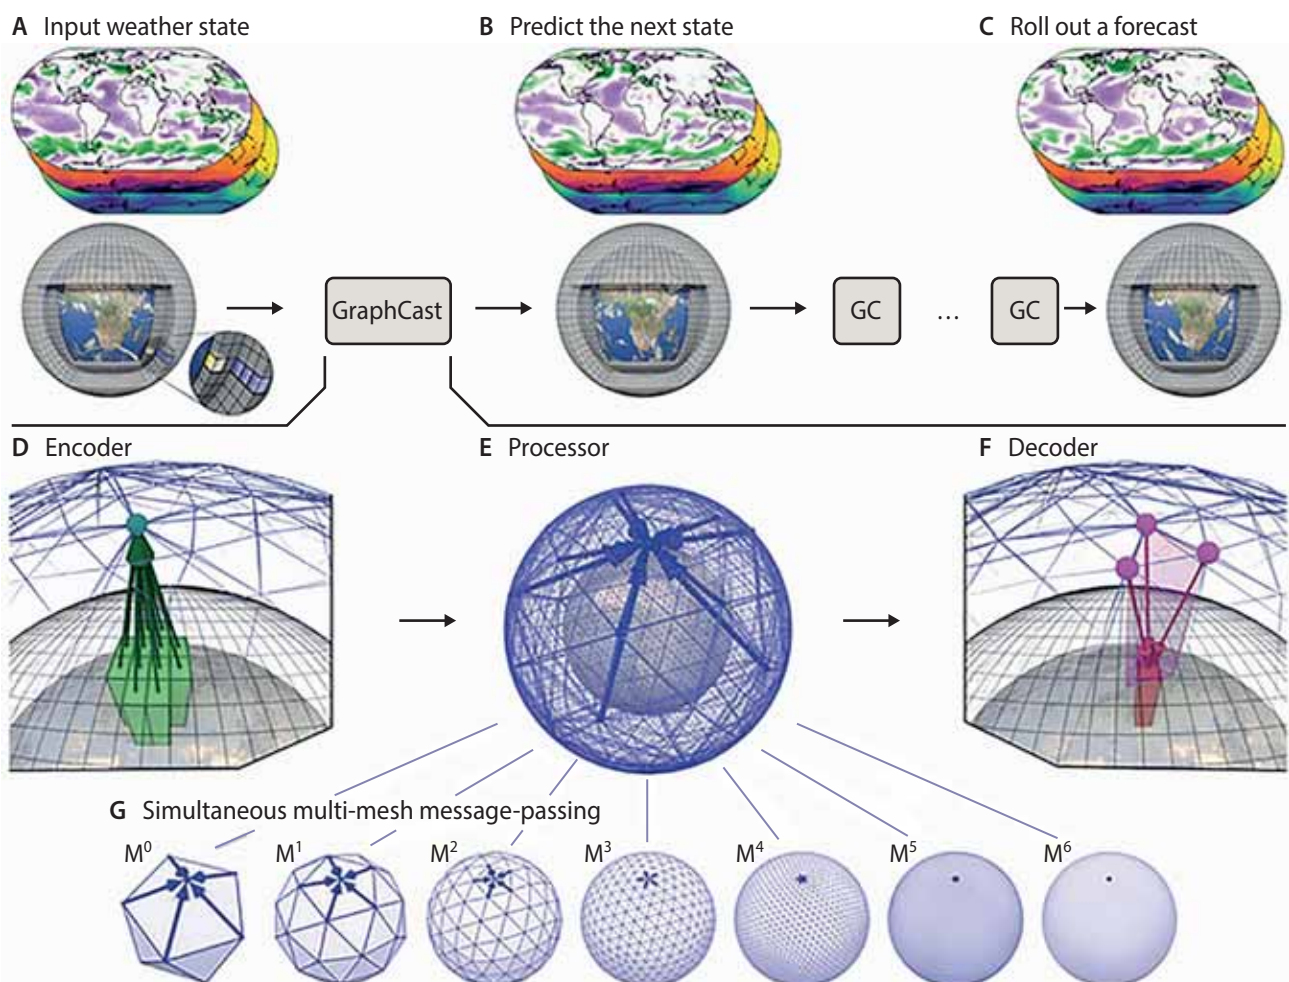 A Input weather state
B Predict the next state
C Roll out a forecast
GraphCast
GC
...
GC
D Encoder
E Processor
F Decoder
G Simultaneous multi-mesh message-passing
M⁰
M¹
M²
M³
M⁴
M⁵
M⁶